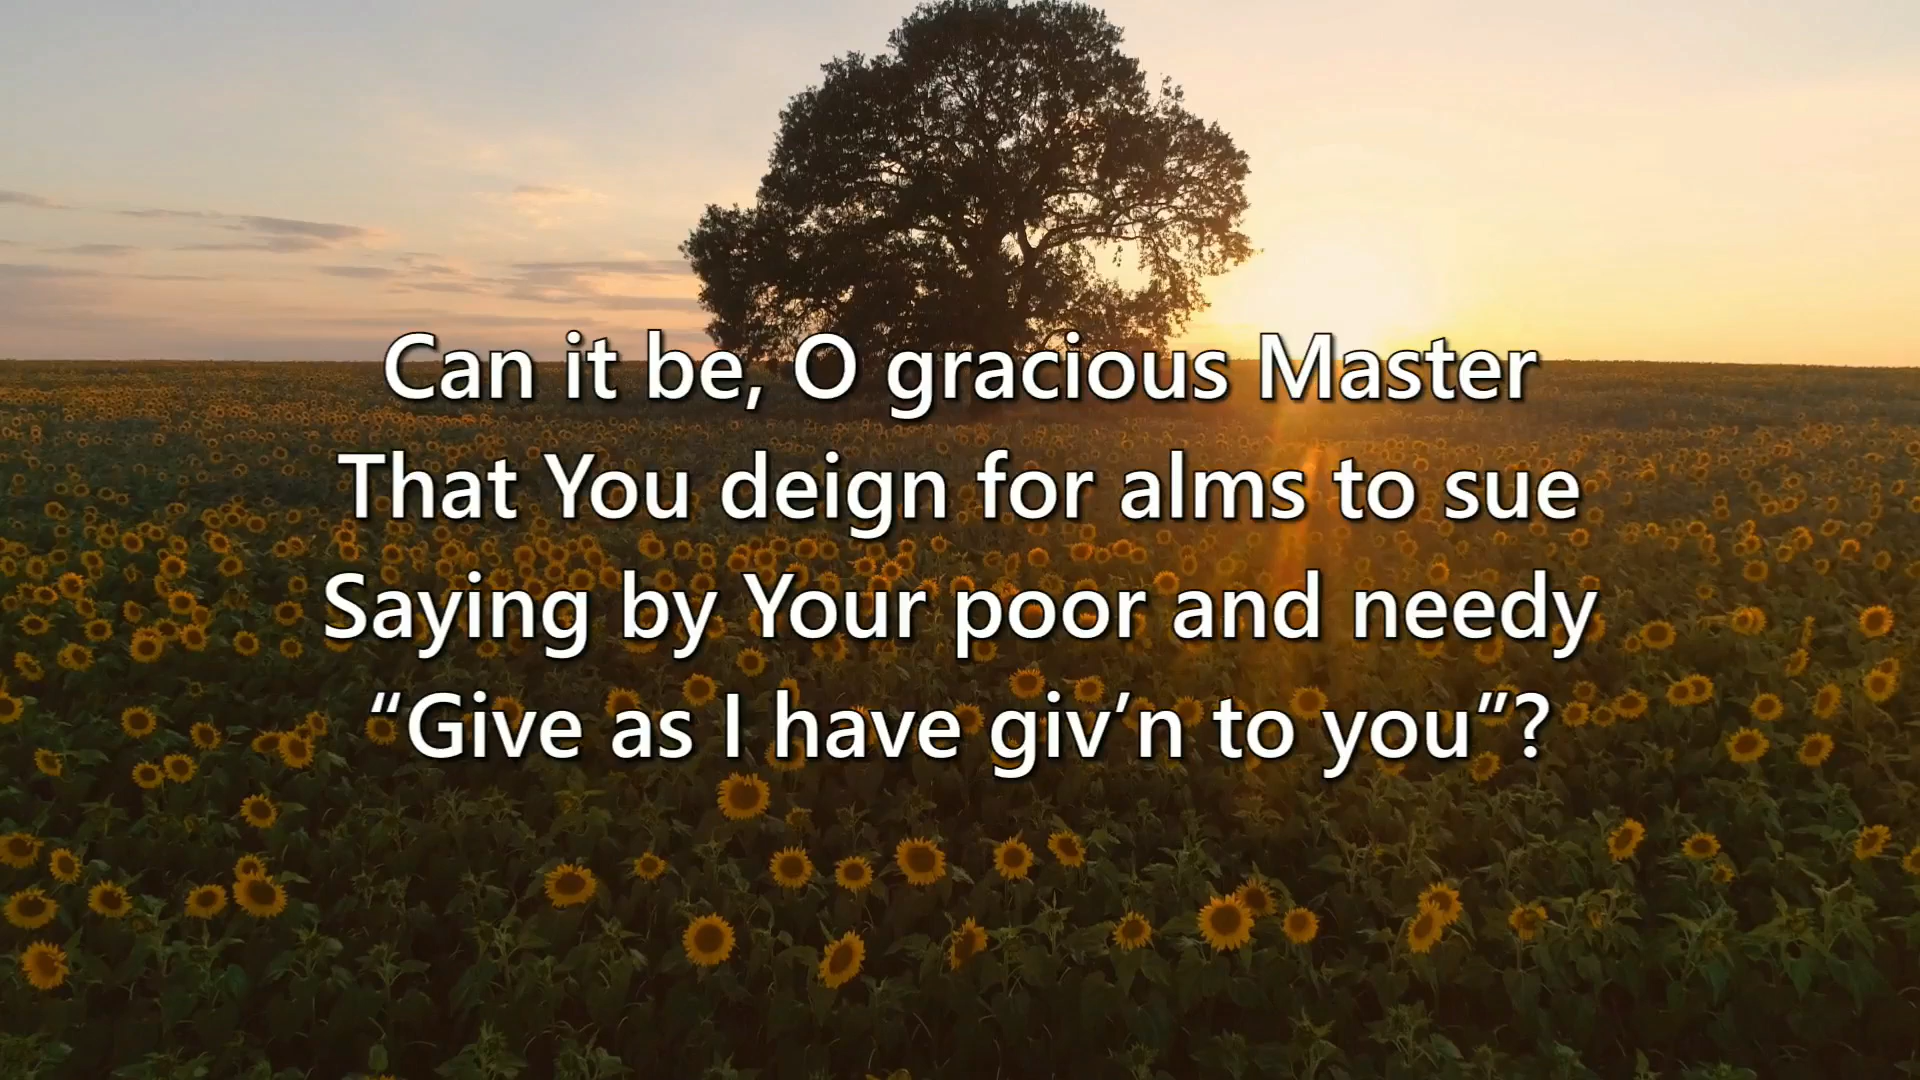 Can it be, O gracious Master
That You deign for alms to sue
Saying by Your poor and needy
“Give as I have giv’n to you”?